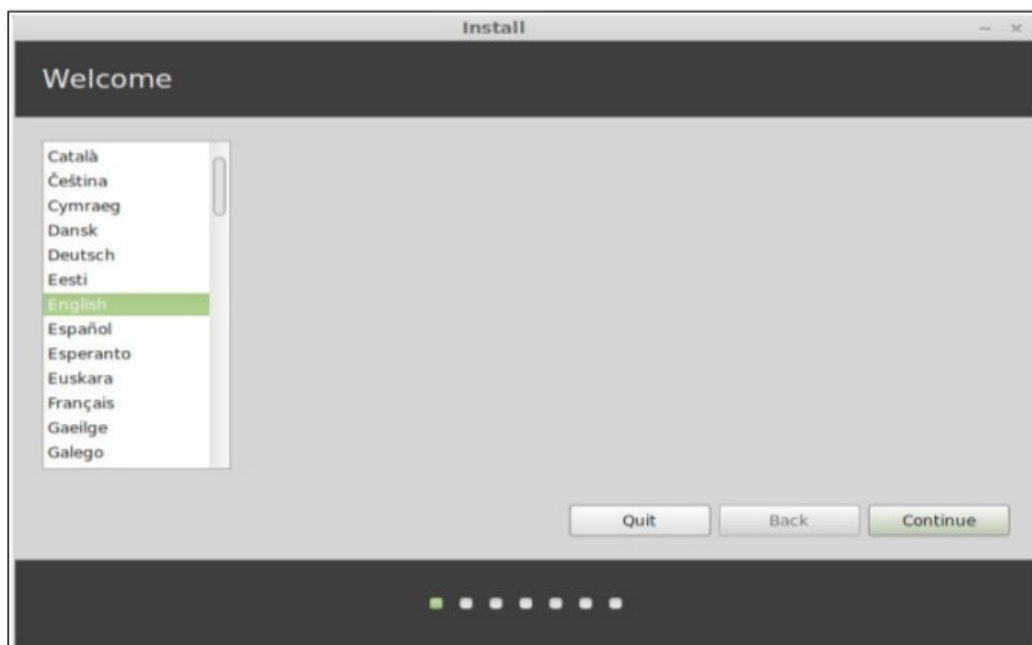 Install
Welcome
Català
Čeština
Cymraeg
Dansk
Deutsch
Eesti
English
Español
Esperanto
Euskara
Français
Gaeilge
Galego
Quit Back Continue